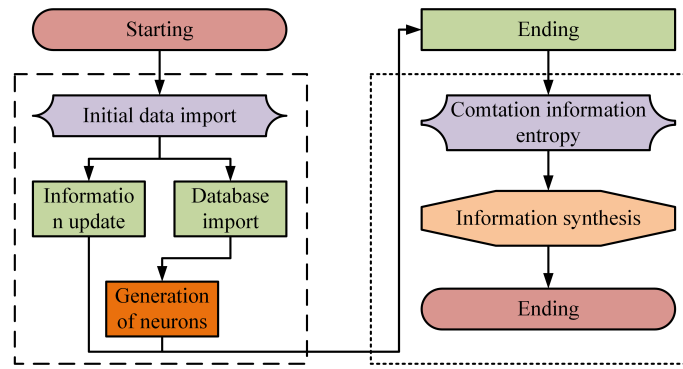 Starting
Initial data import
Informatio
n update
Database
import
Generation
of neurons
Ending
Comtation information
entropy
Information synthesis
Ending